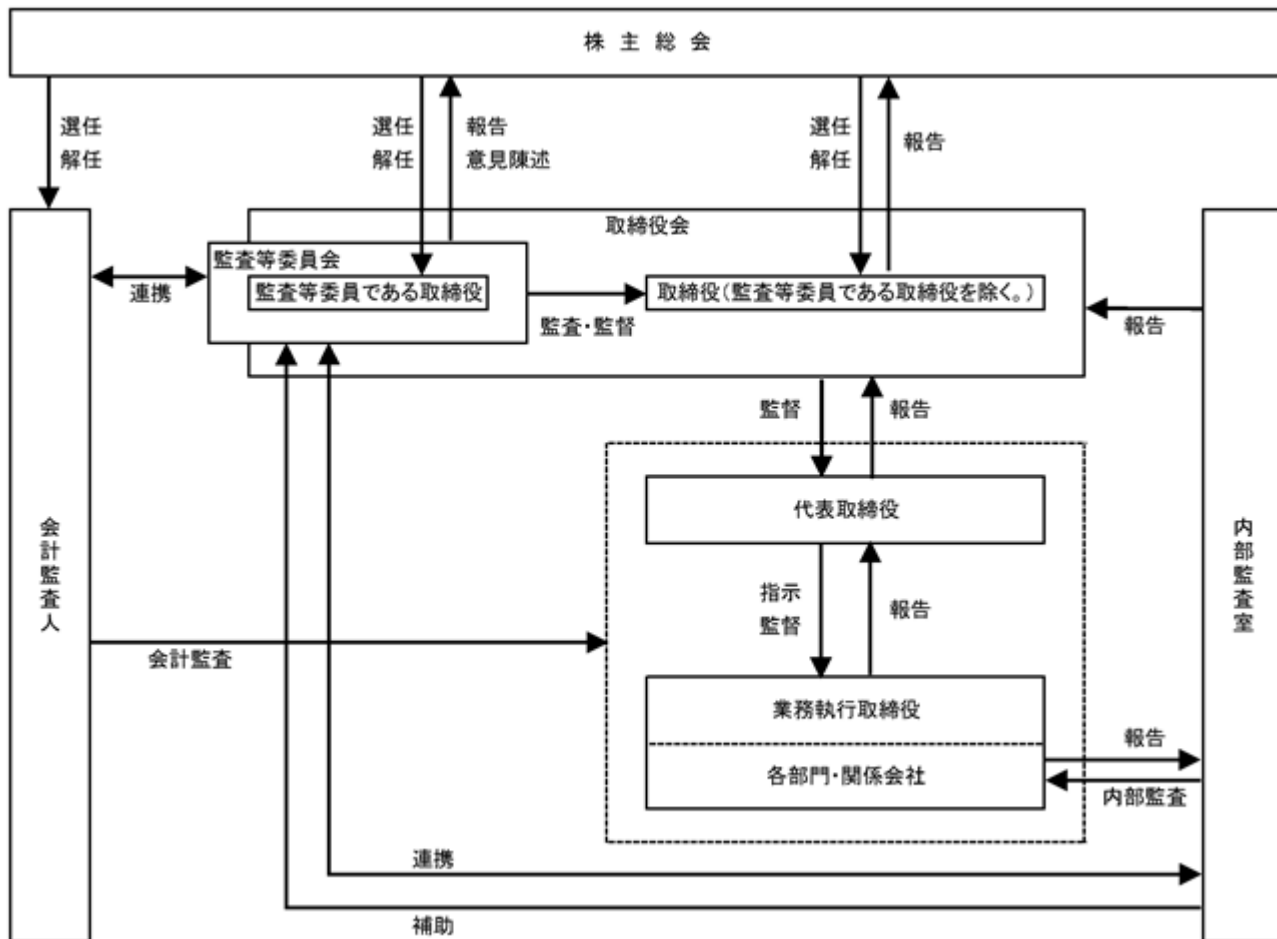 株主総会
選任
解任
選任
解任
報告
意見陳述
選任
解任
報告
取締役会
監査等委員会
監査等委員である取締役
取締役(監査等委員である取締役を除く。)
連携
監査・監督
報告
監督
報告
代表取締役
会計監査人
内部監査室
指示
監督
報告
会計監査
業務執行取締役
各部門・関係会社
報告
内部監査
連携
補助